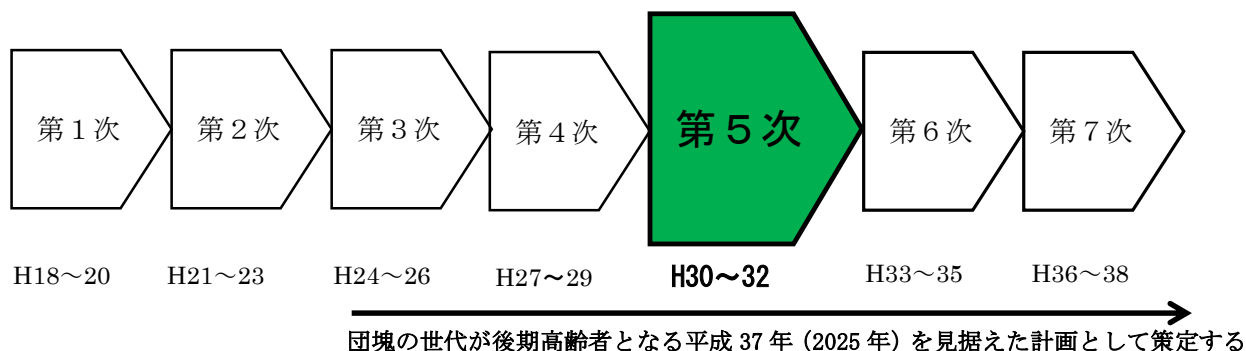 第１次 第２次 第３次 第４次 第５次 第６次 第７次
H18～20 H21～23 H24～26 H27～29 H30～32 H33～35 H36～38
団塊の世代が後期高齢者となる平成 37 年（2025 年）を見据えた計画として策定する